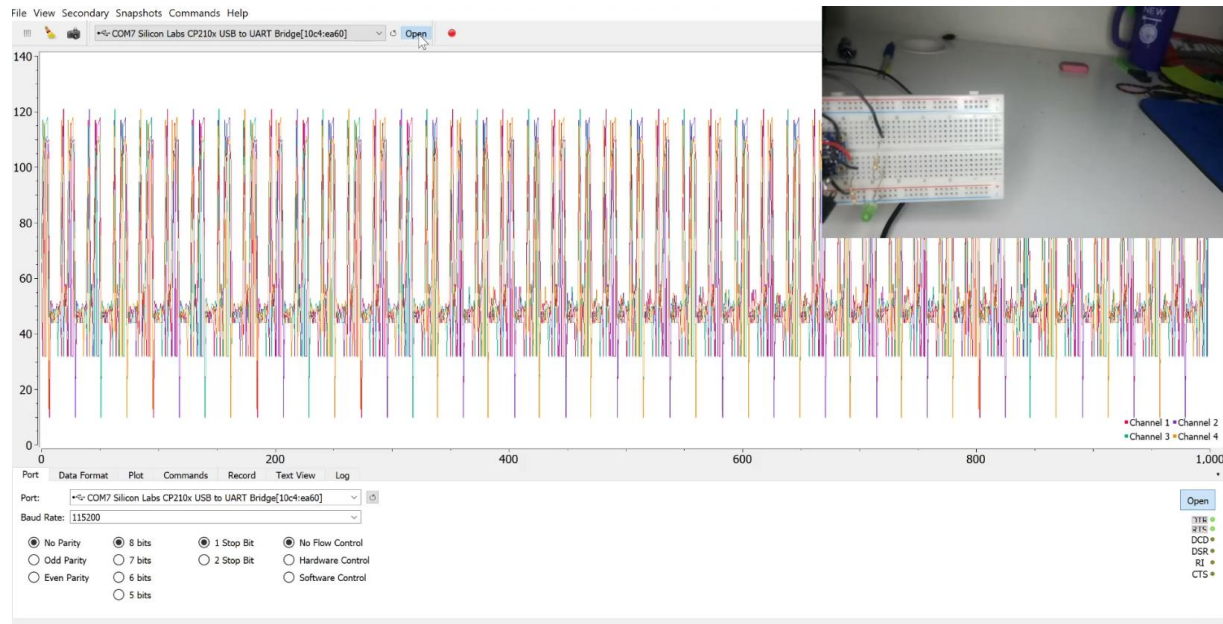 File View Secondary Snapshots Commands Help
COM7 Silicon Labs CP210x USB to UART Bridge[10c4:ea60] Open
140
120
100
80
60
40
20
0
Channel 1 Channel 2
Channel 3 Channel 4
0 200 400 600 800 1,000
Port Data Format Plot Commands Record Text View Log
Port: COM7 Silicon Labs CP210x USB to UART Bridge[10c4:ea60] Open
Baud Rate: 115200
DTR
RTS
No Parity 8 bits 1 Stop Bit No Flow Control DCD
Odd Parity 7 bits 2 Stop Bit Hardware Control DSR
RI
Even Parity 6 bits Software Control CTS
5 bits
NEW